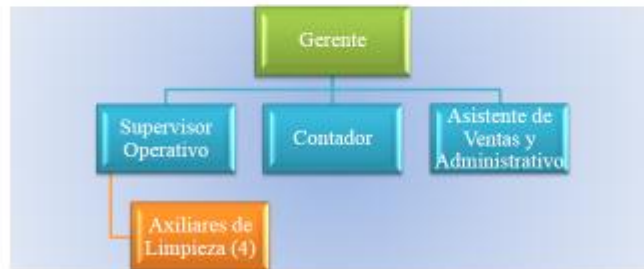 Gerente
Supervisor
Operativo
Contador
Asistente de
Ventas y
Administrativo
Axiliares de
Limpieza (4)